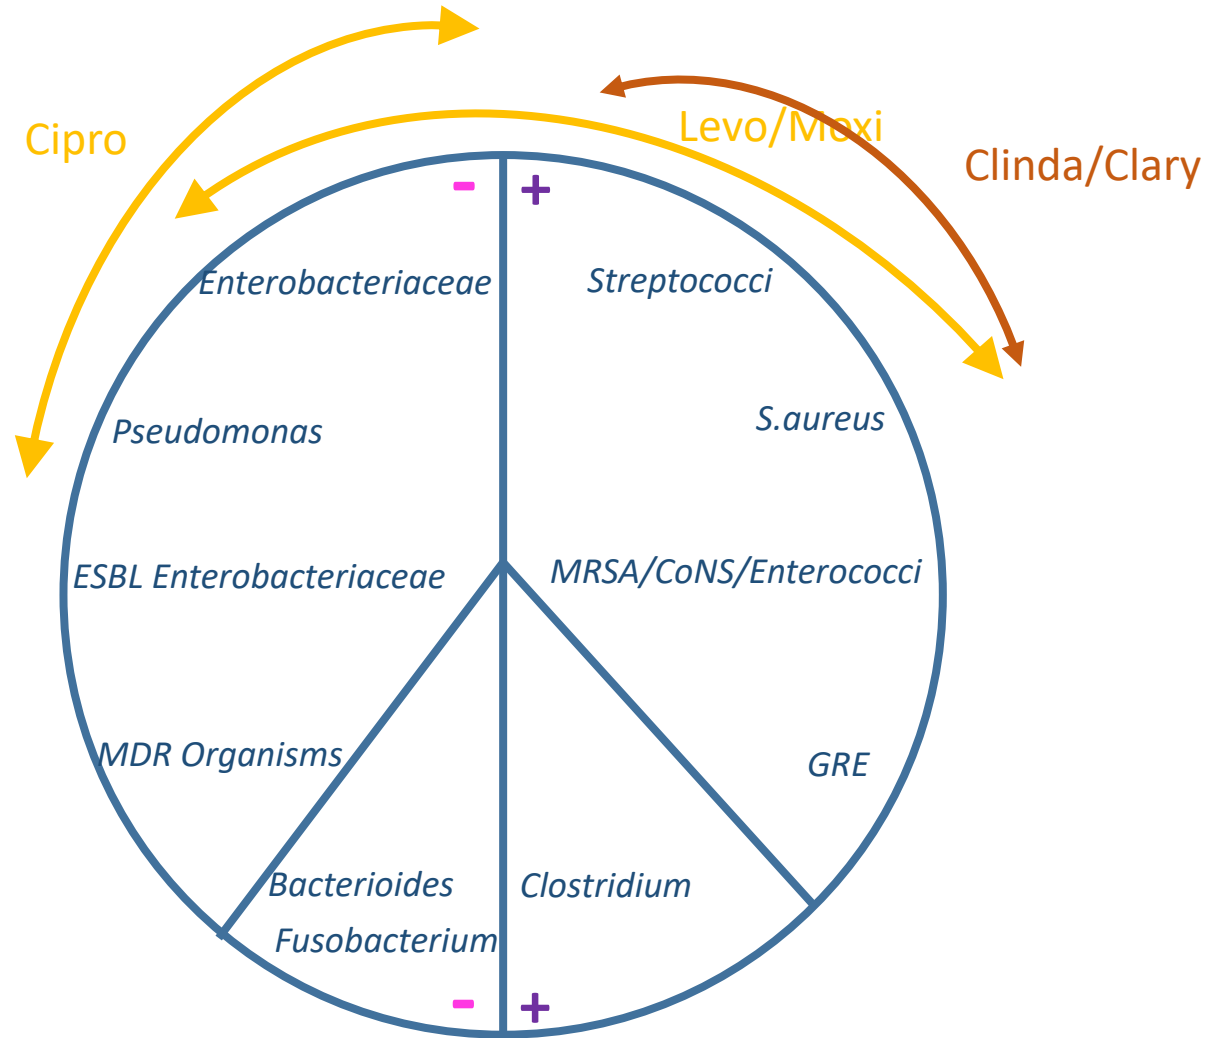 Cipro
Levo/Moxi
Clinda/Clary
- +
Enterobacteriaceae
Streptococci
Pseudomonas
S.aureus
ESBL Enterobacteriaceae
MRSA/CoNS/Enterococci
MDR Organisms
GRE
Bacterioides
Clostridium
Fusobacterium
- +